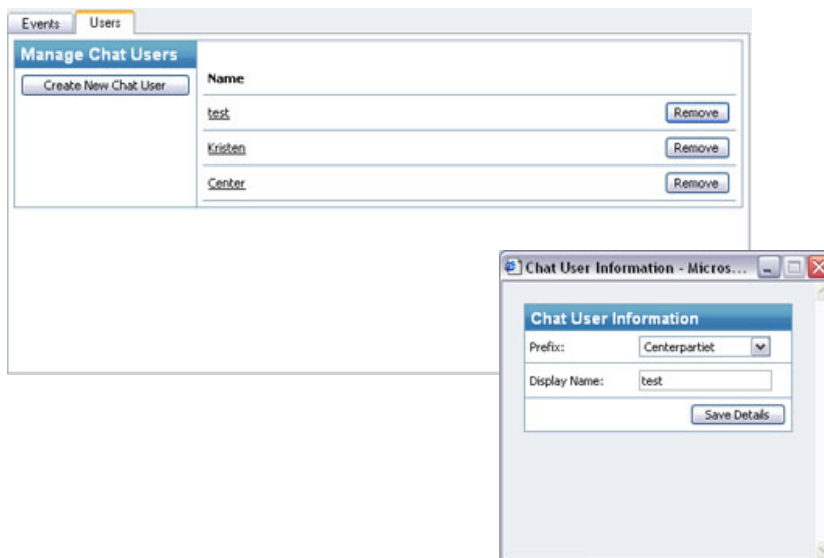 Events Users
Manage Chat Users
Create New Chat User
Name
test Remove
Kristen Remove
Center Remove
Chat User Information - Micros...
Chat User Information
Prefix: Centerpartiet
Display Name: test
Save Details